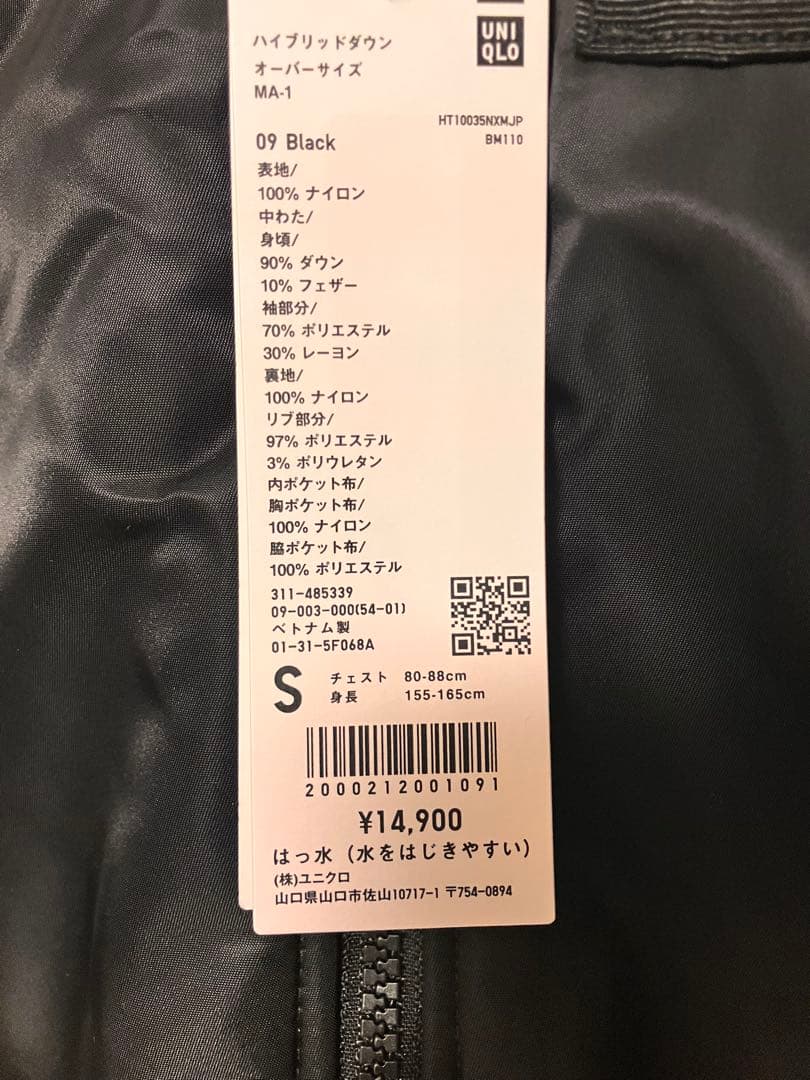 ハイブリッドダウン
オーバーサイズ
MA-1
UNI
QLO
HT10035NXMJP
BM110
09 Black
表地/
100% ナイロン
中わた/
身頃/
90% ダウン
10% フェザー
袖部分/
70% ポリエステル
30% レーヨン
裏地/
100% ナイロン
リブ部分/
97% ポリエステル
3% ポリウレタン
内ポケット布/
胸ポケット布/
100% ナイロン
脇ポケット布/
100% ポリエステル
311-485339
09-003-000(54-01)
ベトナム製
01-31-5F068A
S チェスト 80-88cm
身長 155-165cm
2000212001091
¥14,900
はっ水（水をはじきやすい）
(株)ユニクロ
山口県山口市佐山10717-1 〒754-0894